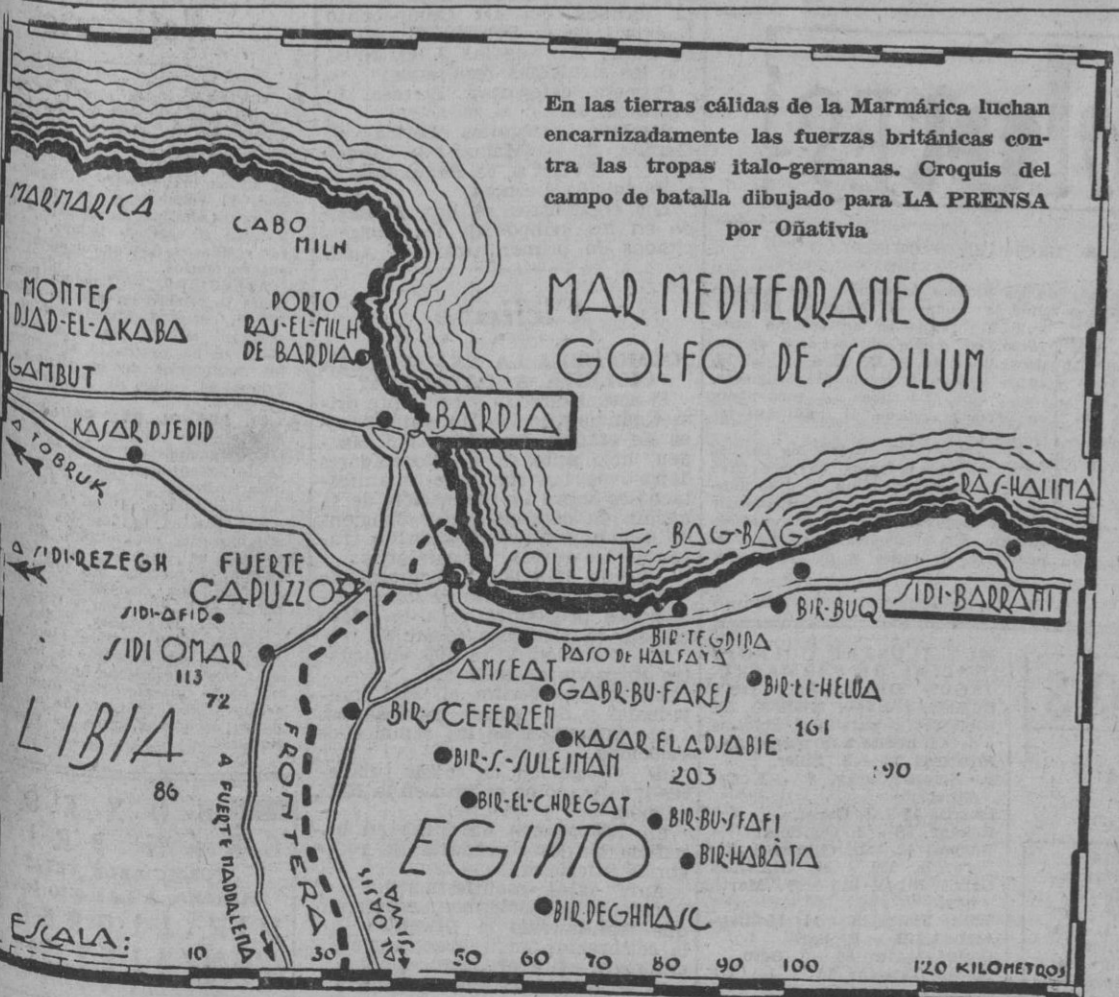 En las tierras cálidas de la Marmárica luchan
encarnizadamente las fuerzas británicas con-
tra las tropas italo-germanas. Croquis del
campo de batalla dibujado para LA PRENSA
por Oñativia
MARMARICA
CABO
MILH
MAR MEDITERRANEO
GOLFO DE SOLLUM
MONTES
DJAD-EL-AKABA
PORTO
RAS-EL-MILH
DE BARDIA
GAMBUT
BARDIA
KASAR DJEDID
A TOBRUK
RAS-HALIMA
BAG-BAG
A SIDI-REZEGH
FUERTE
CAPUZZO
SOLLUM
SIDI-BARRANI
SIDI-AFID
BIR-BUQ
SIDI OMAR
113
72
BIR-TEGDIDA
PASO DE HALFAYA
AMSEAT
GABR-BU-FARES
BIR-EL-HELUA
LIBIA
86
BIR-SCEFERZEN
161
KASAR ELADJABIE
BIR-S.-SULEIMAN
203
:90
A FUERTE MADDALENA
FRONTERA
BIR-EL-CHREGAT
BIR-BU-SFAFI
EGIPTO
BIR-HABÀTA
AL OASIS
SIWA
BIR-DEGHNASC
ESCALA:
10 30 50 60 70 80 90 100 120 KILOMETROS